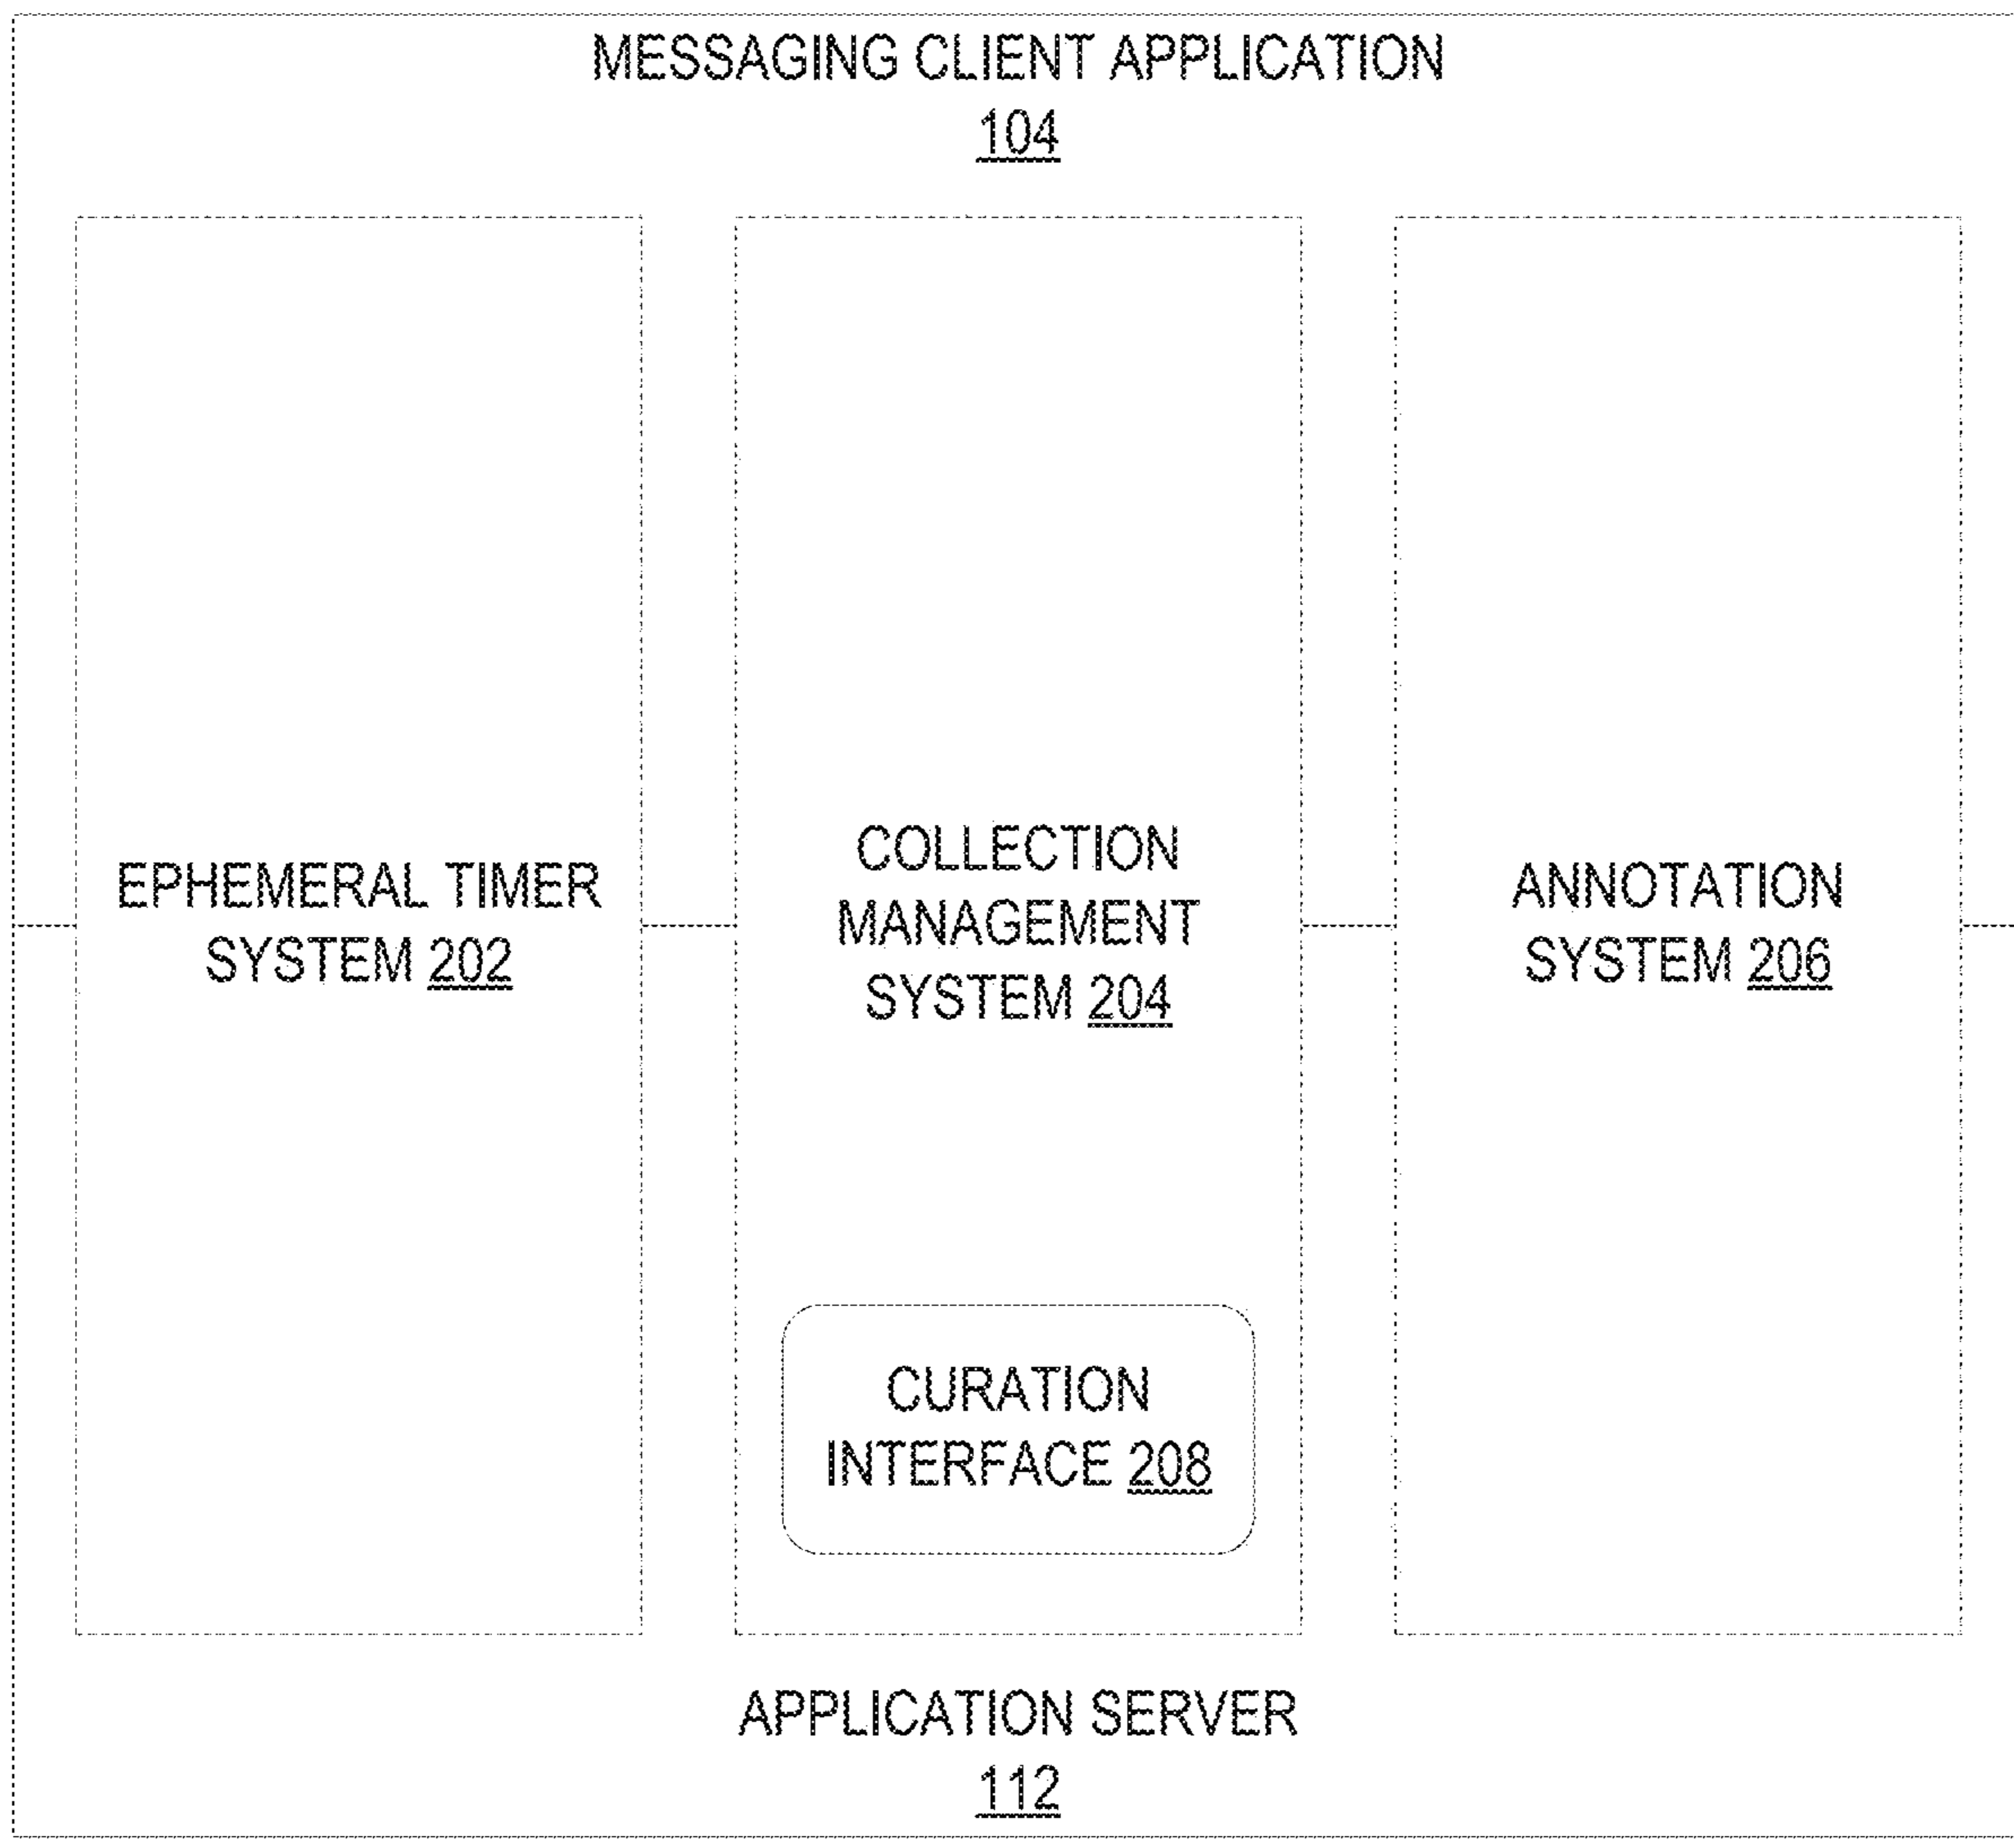 MESSAGING CLIENT APPLICATION
104
EPHEMERAL TIMER
SYSTEM 202
COLLECTION
MANAGEMENT
SYSTEM 204
ANNOTATION
SYSTEM 206
CURATION
INTERFACE 208
APPLICATION SERVER
112